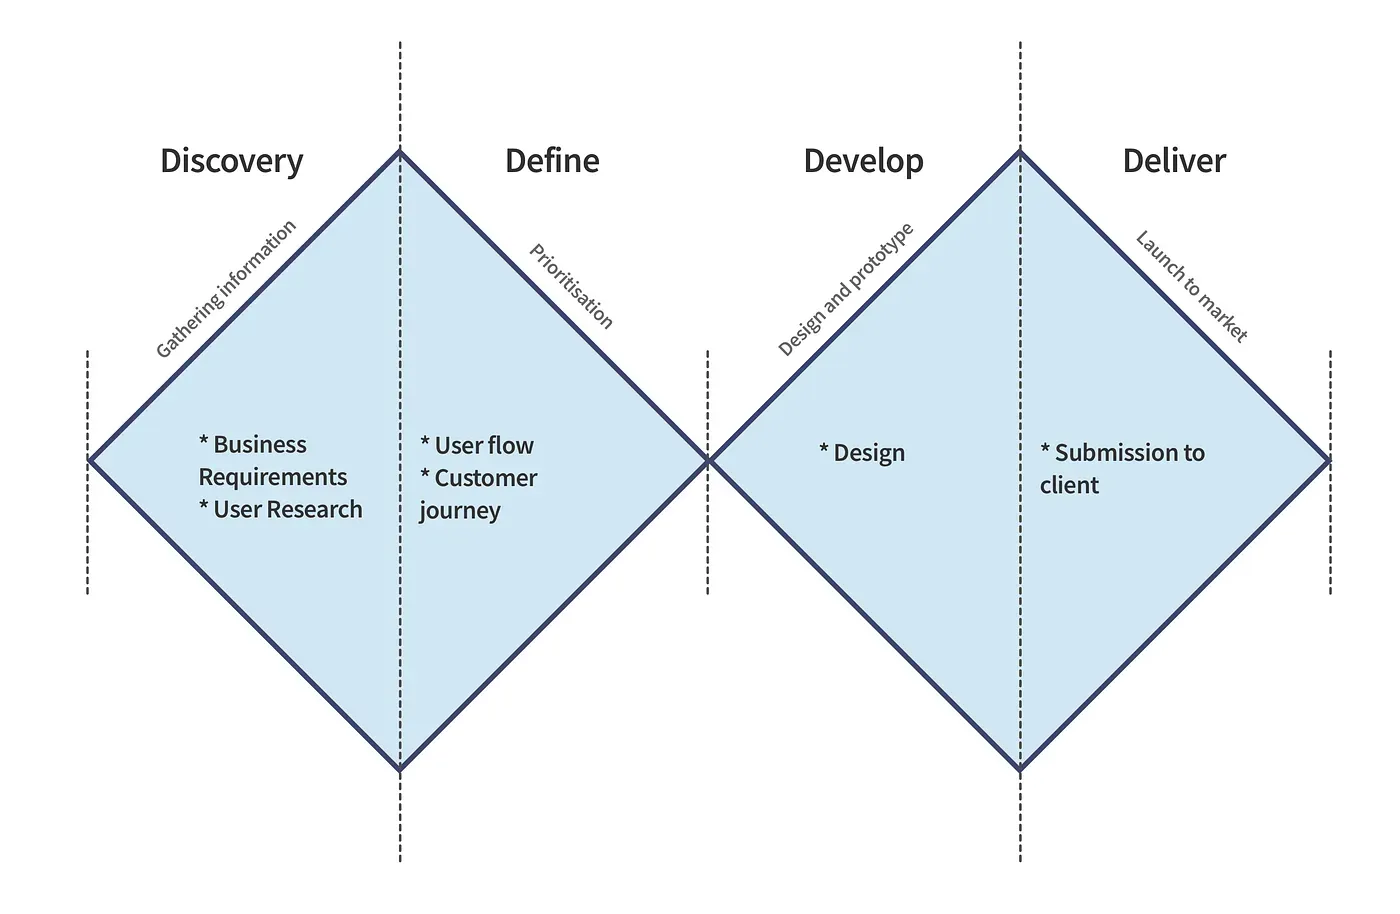 Discovery
Define
Develop
Deliver
Gathering information
Prioritisation
Design and prototype
Launch to market
* Business
Requirements
* User Research
* User flow
* Customer
journey
* Design
* Submission to
client